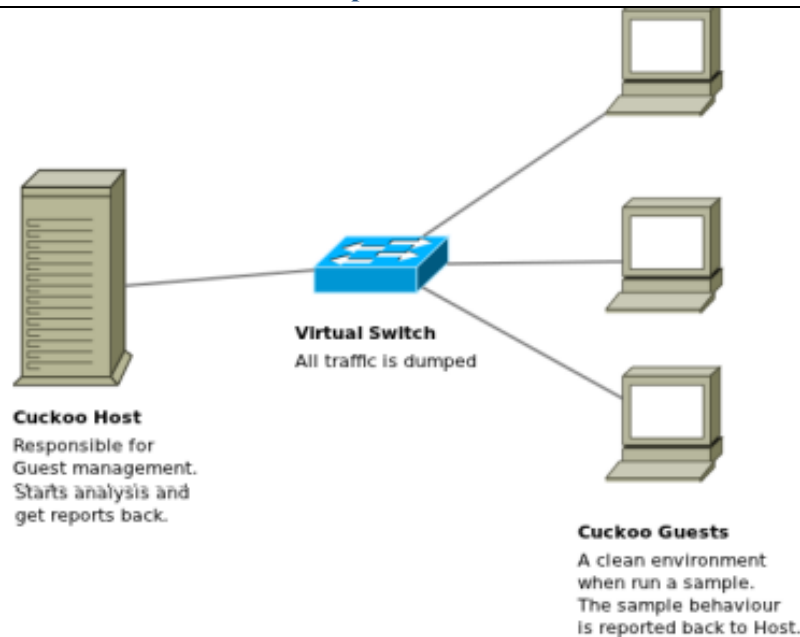 Virtual Switch
All traffic is dumped
Cuckoo Host
Responsible for
Guest management.
Starts analysis and
get reports back.
Cuckoo Guests
A clean environment
when run a sample.
The sample behaviour
is reported back to Host.